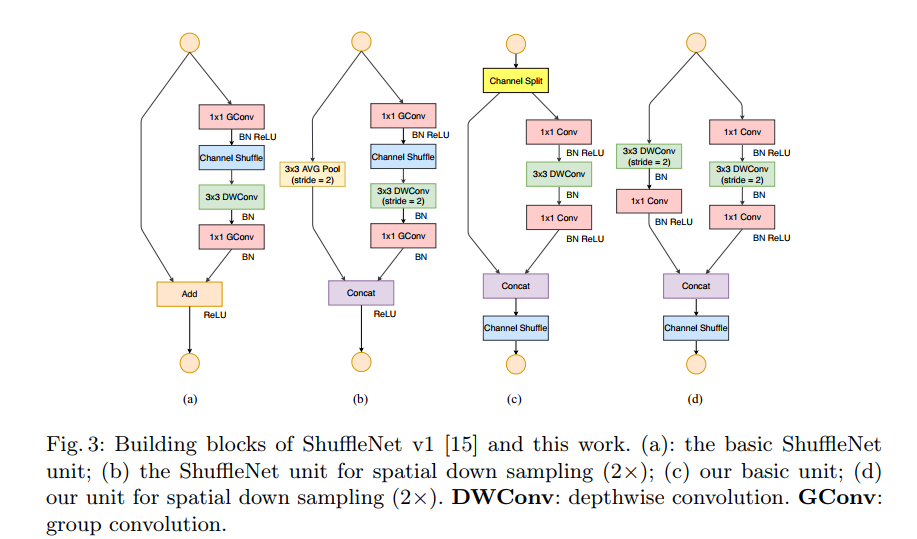 1x1 GConv
BN ReLU
Channel Shuffle
3x3 DWConv
BN
1x1 GConv
BN
Add
ReLU
(a)
1x1 GConv
BN ReLU
Channel Shuffle
3x3 AVG Pool
(stride = 2)
3x3 DWConv
(stride = 2)
BN
1x1 GConv
BN
Concat
ReLU
(b)
Channel Split
1x1 Conv
BN ReLU
3x3 DWConv
BN
1x1 Conv
BN ReLU
Concat
Channel Shuffle
(c)
3x3 DWConv
(stride = 2)
BN
1x1 Conv
BN ReLU
1x1 Conv
BN ReLU
3x3 DWConv
(stride = 2)
BN
1x1 Conv
BN ReLU
Concat
Channel Shuffle
(d)
Fig. 3: Building blocks of ShuffleNet v1 [15] and this work. (a): the basic ShuffleNet
unit; (b) the ShuffleNet unit for spatial down sampling (2×); (c) our basic unit; (d)
our unit for spatial down sampling (2×). DWConv: depthwise convolution. GConv:
group convolution.